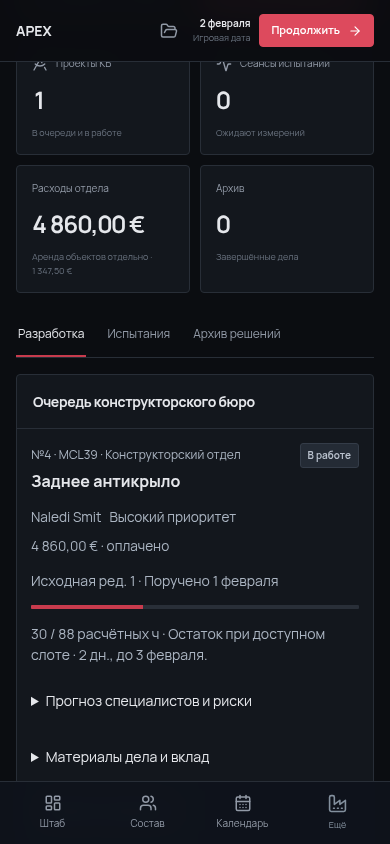 APEX
2 февраля
Игровая дата
Продолжить
Проекты КБ
Сеансы испытаний
1
0
В очереди и в работе
Ожидают измерений
Расходы отдела
Архив
4 860,00 €
0
Аренда объектов отдельно ·
1 347,50 €
Завершённые дела
Разработка
Испытания
Архив решений
Очередь конструкторского бюро
№4 · MCL39 · Конструкторский отдел
В работе
Заднее антикрыло
Naledi Smit Высокий приоритет
4 860,00 € · оплачено
Исходная ред. 1 · Поручено 1 февраля
30 / 88 расчётных ч · Остаток при доступном
слоте · 2 дн., до 3 февраля.
Прогноз специалистов и риски
Материалы дела и вклад
Штаб
Состав
Календарь
Ещё